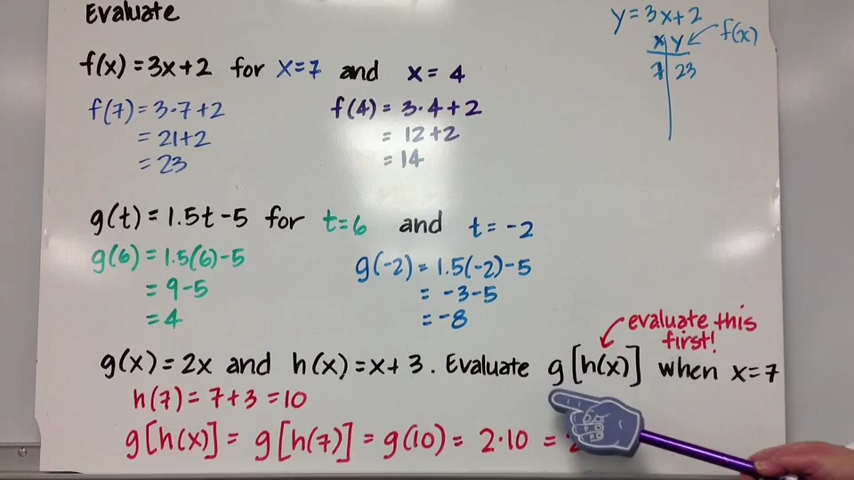 Evaluate
y=3x+2
x y f(x)
7 23
f(x)=3x+2 for x=7 and x=4
f(7)=3·7+2
=21+2
=23
f(4)=3·4+2
=12+2
=14
g(t)=1.5t-5 for t=6 and t=-2
g(6)=1.5(6)-5
=9-5
=4
g(-2)=1.5(-2)-5
=-3-5
=-8
evaluate this
first!
g(x)=2x and h(x)=x+3. Evaluate g[h(x)] when x=7
h(7)=7+3=10
g[h(x)]=g[h(7)]=g(10)=2·10=